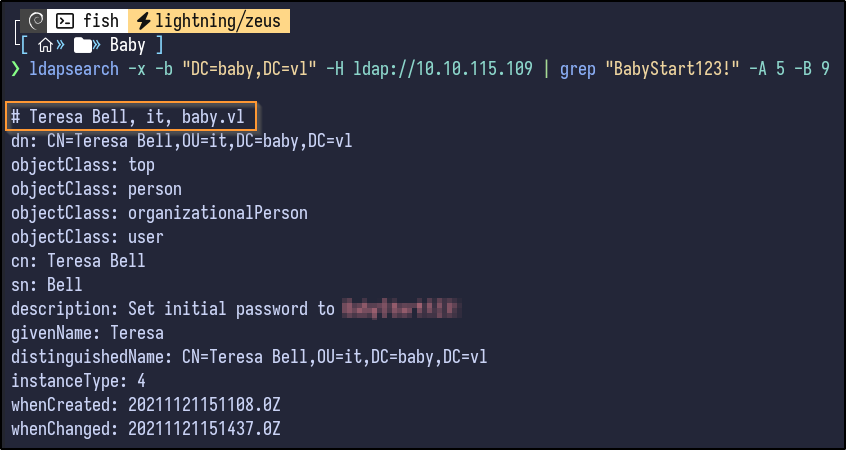 fish lightning/zeus
[ » » Baby ]
❯ ldapsearch -x -b "DC=baby,DC=vl" -H ldap://10.10.115.109 | grep "BabyStart123!" -A 5 -B 9
# Teresa Bell, it, baby.vl
dn: CN=Teresa Bell,OU=it,DC=baby,DC=vl
objectClass: top
objectClass: person
objectClass: organizationalPerson
objectClass: user
cn: Teresa Bell
sn: Bell
description: Set initial password to
givenName: Teresa
distinguishedName: CN=Teresa Bell,OU=it,DC=baby,DC=vl
instanceType: 4
whenCreated: 20211121151108.0Z
whenChanged: 20211121151437.0Z